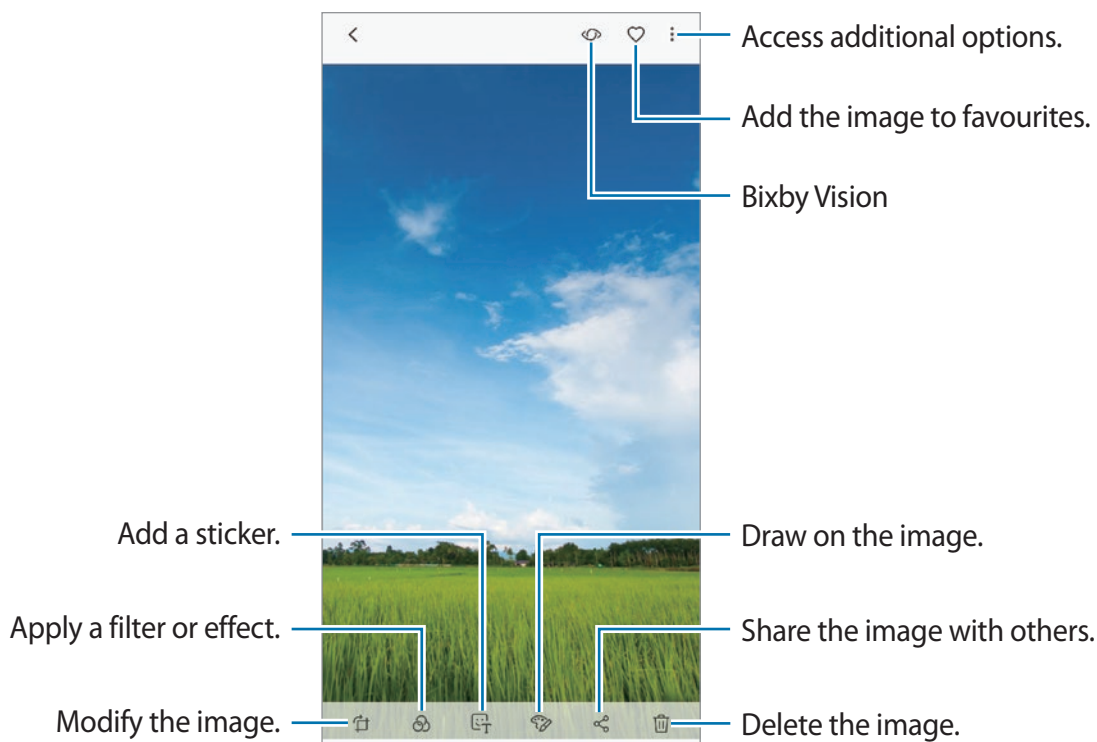 Access additional options.
Add the image to favourites.
Bixby Vision
Add a sticker.
Draw on the image.
Apply a filter or effect.
Share the image with others.
Modify the image.
Delete the image.